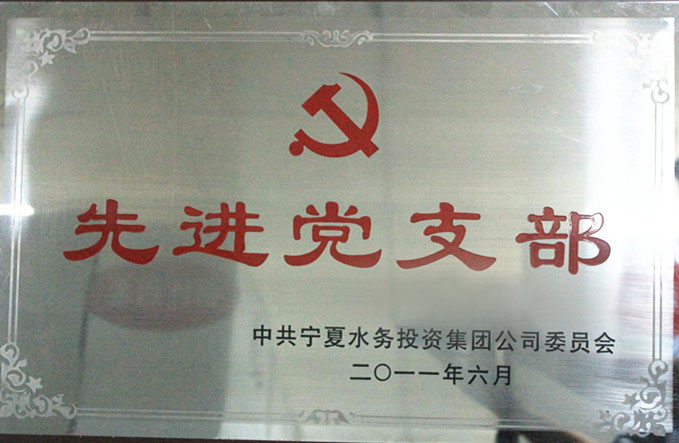 先进党支部
中共宁夏水务投资集团公司委员会
二〇一一年六月